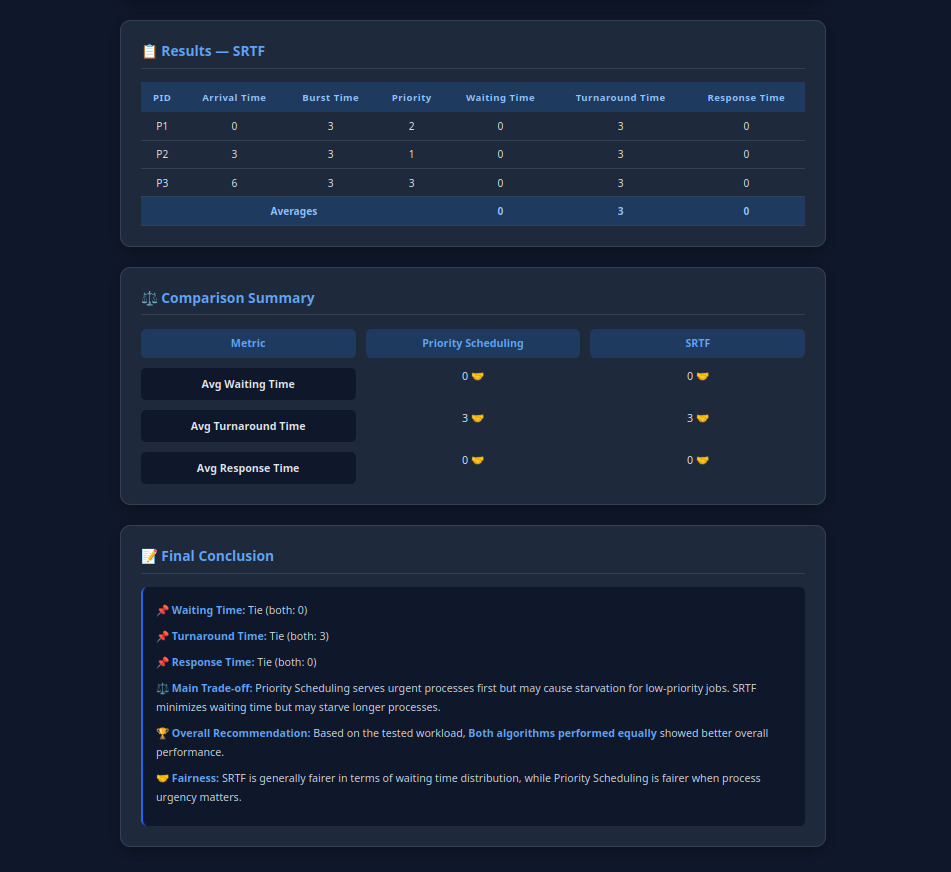 📋 Results — SRTF
PID Arrival Time Burst Time Priority Waiting Time Turnaround Time Response Time
P1 0 3 2 0 3 0
P2 3 3 1 0 3 0
P3 6 3 3 0 3 0
Averages 0 3 0
⚖️ Comparison Summary
Metric Priority Scheduling SRTF
Avg Waiting Time 0 🤝 0 🤝
Avg Turnaround Time 3 🤝 3 🤝
Avg Response Time 0 🤝 0 🤝
📝 Final Conclusion
📌 Waiting Time: Tie (both: 0)
📌 Turnaround Time: Tie (both: 3)
📌 Response Time: Tie (both: 0)
⚖️ Main Trade-off: Priority Scheduling serves urgent processes first but may cause starvation for low-priority jobs. SRTF
minimizes waiting time but may starve longer processes.
🏆 Overall Recommendation: Based on the tested workload, Both algorithms performed equally showed better overall
performance.
🤝 Fairness: SRTF is generally fairer in terms of waiting time distribution, while Priority Scheduling is fairer when process
urgency matters.